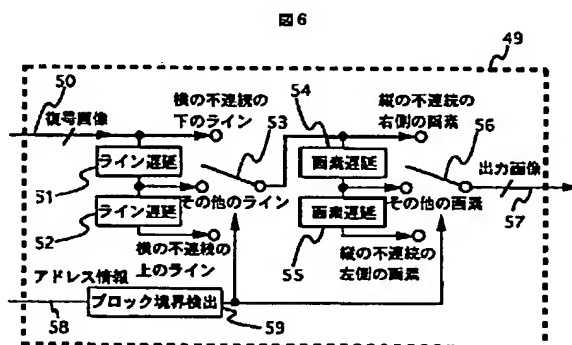 図6
49
50
復号画像
横の不連続の
下のライン
53
54
縦の不連続の
右側の画素
56
ライン遅延
51
その他のライン
画素遅延
その他の画素
出力画像
57
ライン遅延
52
横の不連続の
上のライン
画素遅延
55
縦の不連続の
左側の画素
アドレス情報
ブロック境界検出
58
59